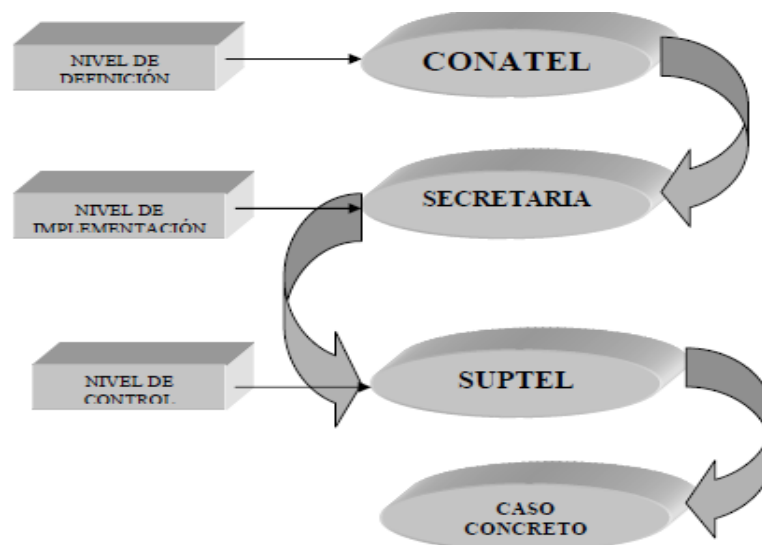 NIVEL DE
DEFINICIÓN
CONATEL
NIVEL DE
IMPLEMENTACIÓN
SECRETARIA
NIVEL DE
CONTROL
SUPTEL
CASO
CONCRETO